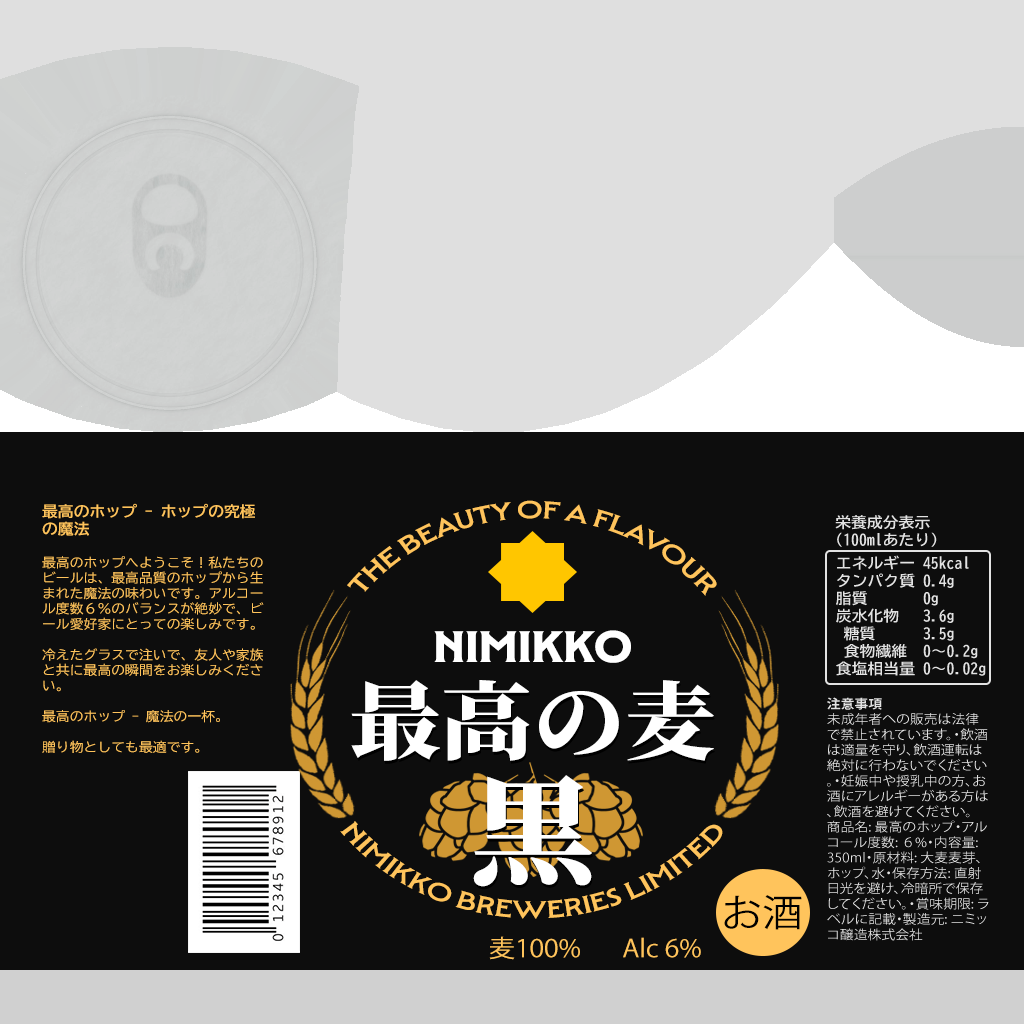 最高のホップ - ホップの究極
の魔法
最高のホップへようこそ！私たちの
ビールは、最高品質のホップから生
まれた魔法の味わいです。アルコー
ル度数６％のバランスが絶妙で、ビ
ール愛好家にとっての楽しみです。
冷えたグラスで注いで、友人や家族
と共に最高の瞬間をお楽しみくださ
い。
最高のホップ - 魔法の一杯。
贈り物としても最適です。
0 12345 678912
THE BEAUTY OF A FLAVOUR
NIMIKKO
最高の麦
黒
NIMIKKO BREWERIES LIMITED
麦100% Alc 6%
お酒
栄養成分表示
(100mlあたり)
エネルギー 45kcal
タンパク質 0.4g
脂質 0g
炭水化物 3.6g
糖質 3.5g
食物繊維 0～0.2g
食塩相当量 0～0.02g
注意事項
未成年者への販売は法律
で禁止されています。・飲酒
は適量を守り、飲酒運転は
絶対に行わないでください
。・妊娠中や授乳中の方、お
酒にアレルギーがある方は
、飲酒を避けてください。
商品名: 最高のホップ・アル
コール度数: ６％・内容量:
350ml・原材料: 大麦麦芽、
ホップ、水・保存方法: 直射
日光を避け、冷暗所で保存
してください。・賞味期限: ラ
ベルに記載・製造元: ニミッ
コ醸造株式会社